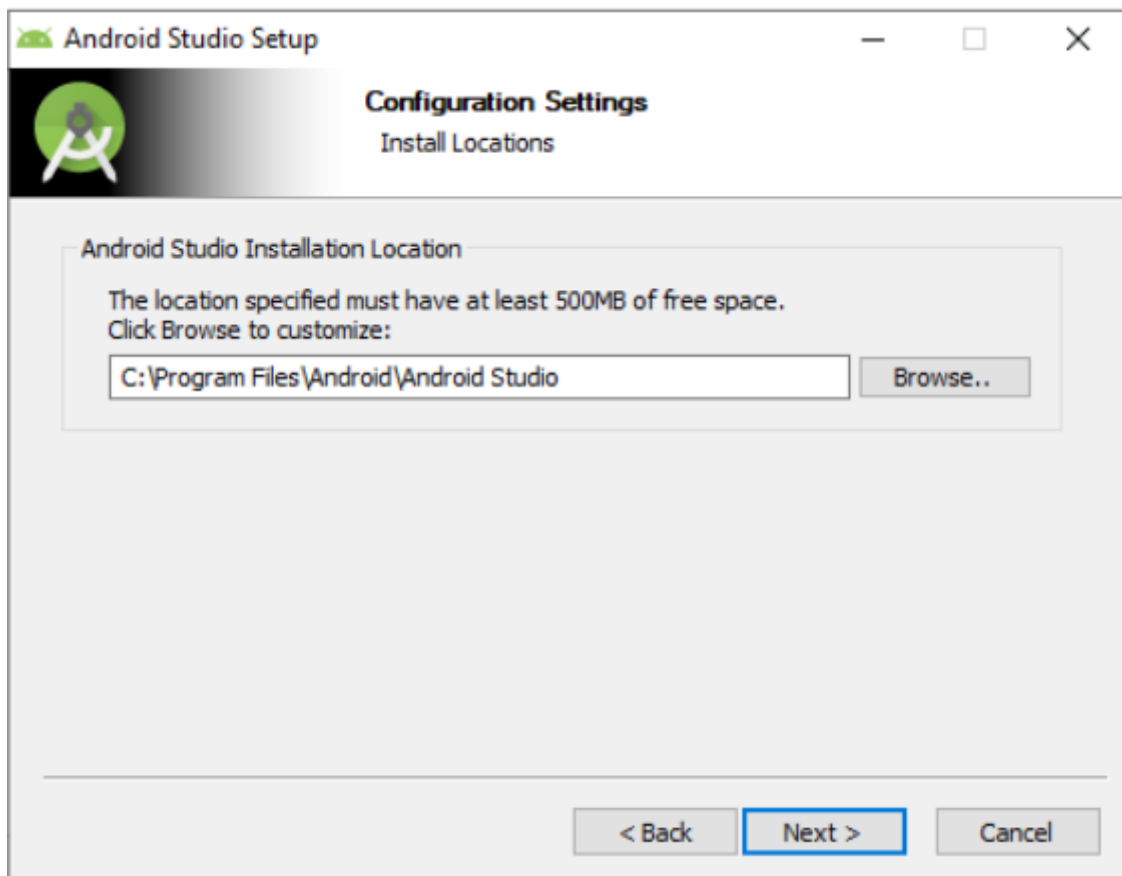 Android Studio Setup
Configuration Settings
Install Locations
Android Studio Installation Location
The location specified must have at least 500MB of free space.
Click Browse to customize:
C:\Program Files\Android\Android Studio
Browse..
< Back
Next >
Cancel